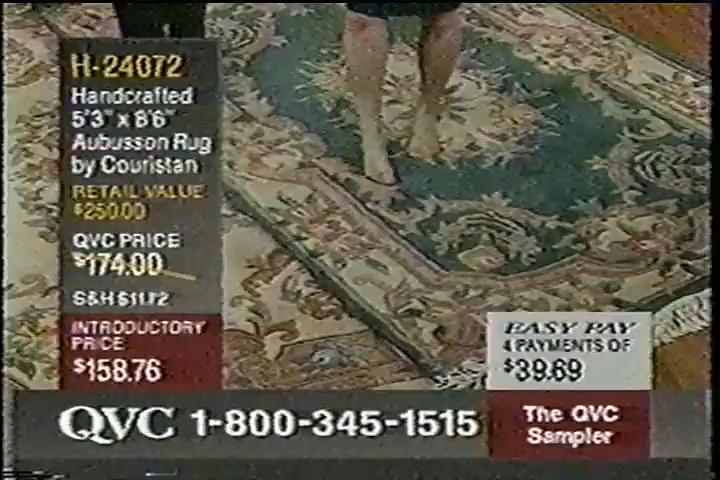 H-24072
Handcrafted
5'3" x 8'6"
Aubusson Rug
by Couristan
RETAIL VALUE
$250.00
QVC PRICE
$174.00
S&H $11.72
INTRODUCTORY
PRICE
$158.76
EASY PAY
4 PAYMENTS OF
$39.69
QVC 1-800-345-1515
The QVC
Sampler